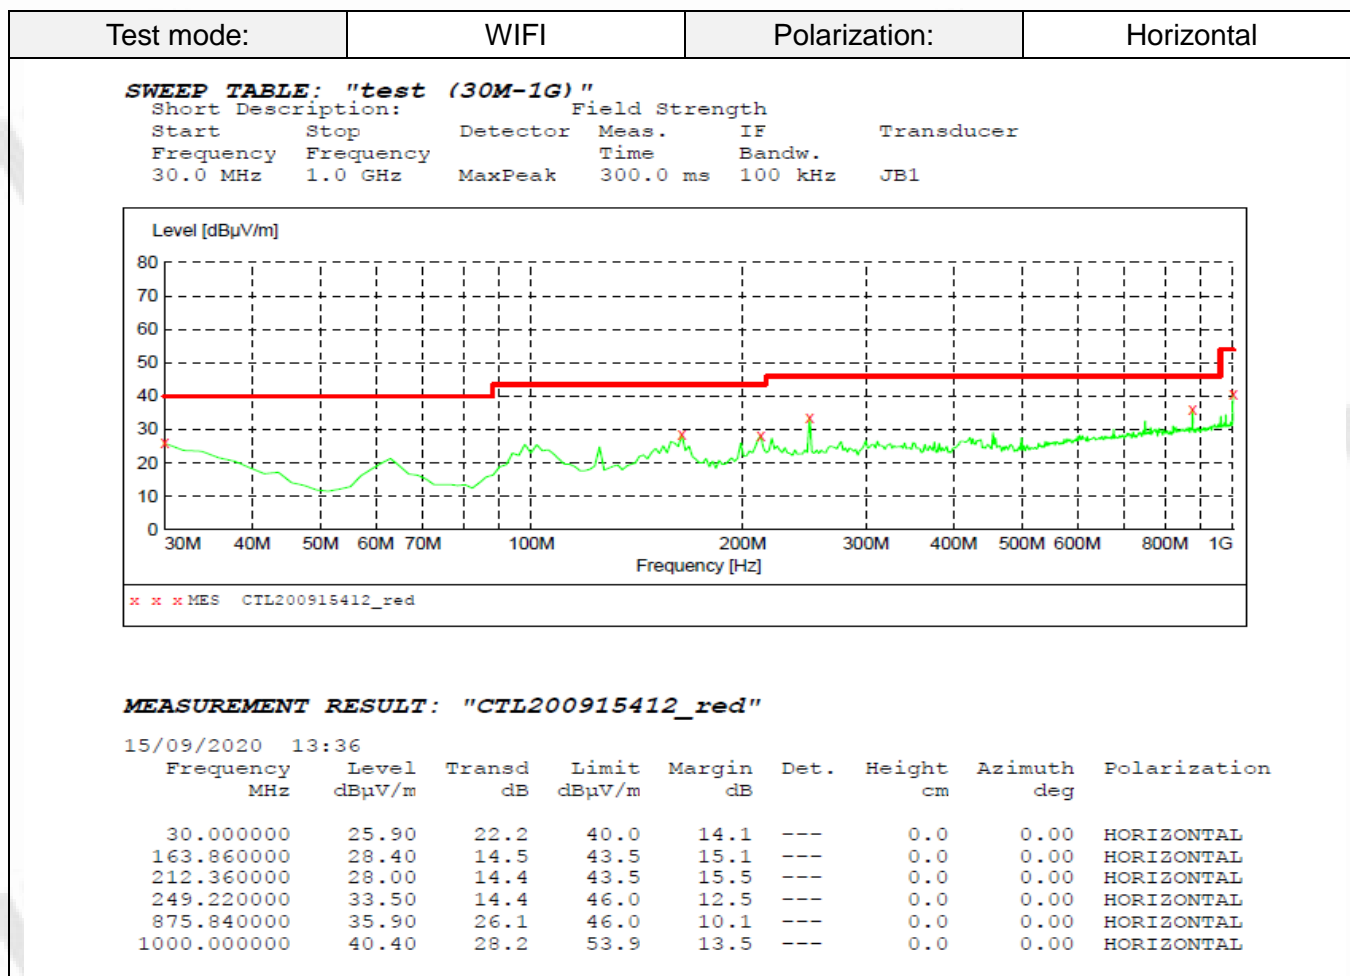 Test mode: WIFI Polarization: Horizontal
SWEEP TABLE: "test (30M-1G)"
Short Description: Field Strength
Start Stop Detector Meas. IF Transducer
Frequency Frequency Time Bandw.
30.0 MHz 1.0 GHz MaxPeak 300.0 ms 100 kHz JB1
Level [dBµV/m]
80
70
60
50
40
30
20
10
0
30M 40M 50M 60M 70M 100M 200M 300M 400M 500M 600M 800M 1G
Frequency [Hz]
x x x MES CTL200915412_red
MEASUREMENT RESULT: "CTL200915412_red"
15/09/2020 13:36
Frequency Level Transd Limit Margin Det. Height Azimuth Polarization
MHz dBµV/m dB dBµV/m dB cm deg
30.000000 25.90 22.2 40.0 14.1 --- 0.0 0.00 HORIZONTAL
163.860000 28.40 14.5 43.5 15.1 --- 0.0 0.00 HORIZONTAL
212.360000 28.00 14.4 43.5 15.5 --- 0.0 0.00 HORIZONTAL
249.220000 33.50 14.4 46.0 12.5 --- 0.0 0.00 HORIZONTAL
875.840000 35.90 26.1 46.0 10.1 --- 0.0 0.00 HORIZONTAL
1000.000000 40.40 28.2 53.9 13.5 --- 0.0 0.00 HORIZONTAL